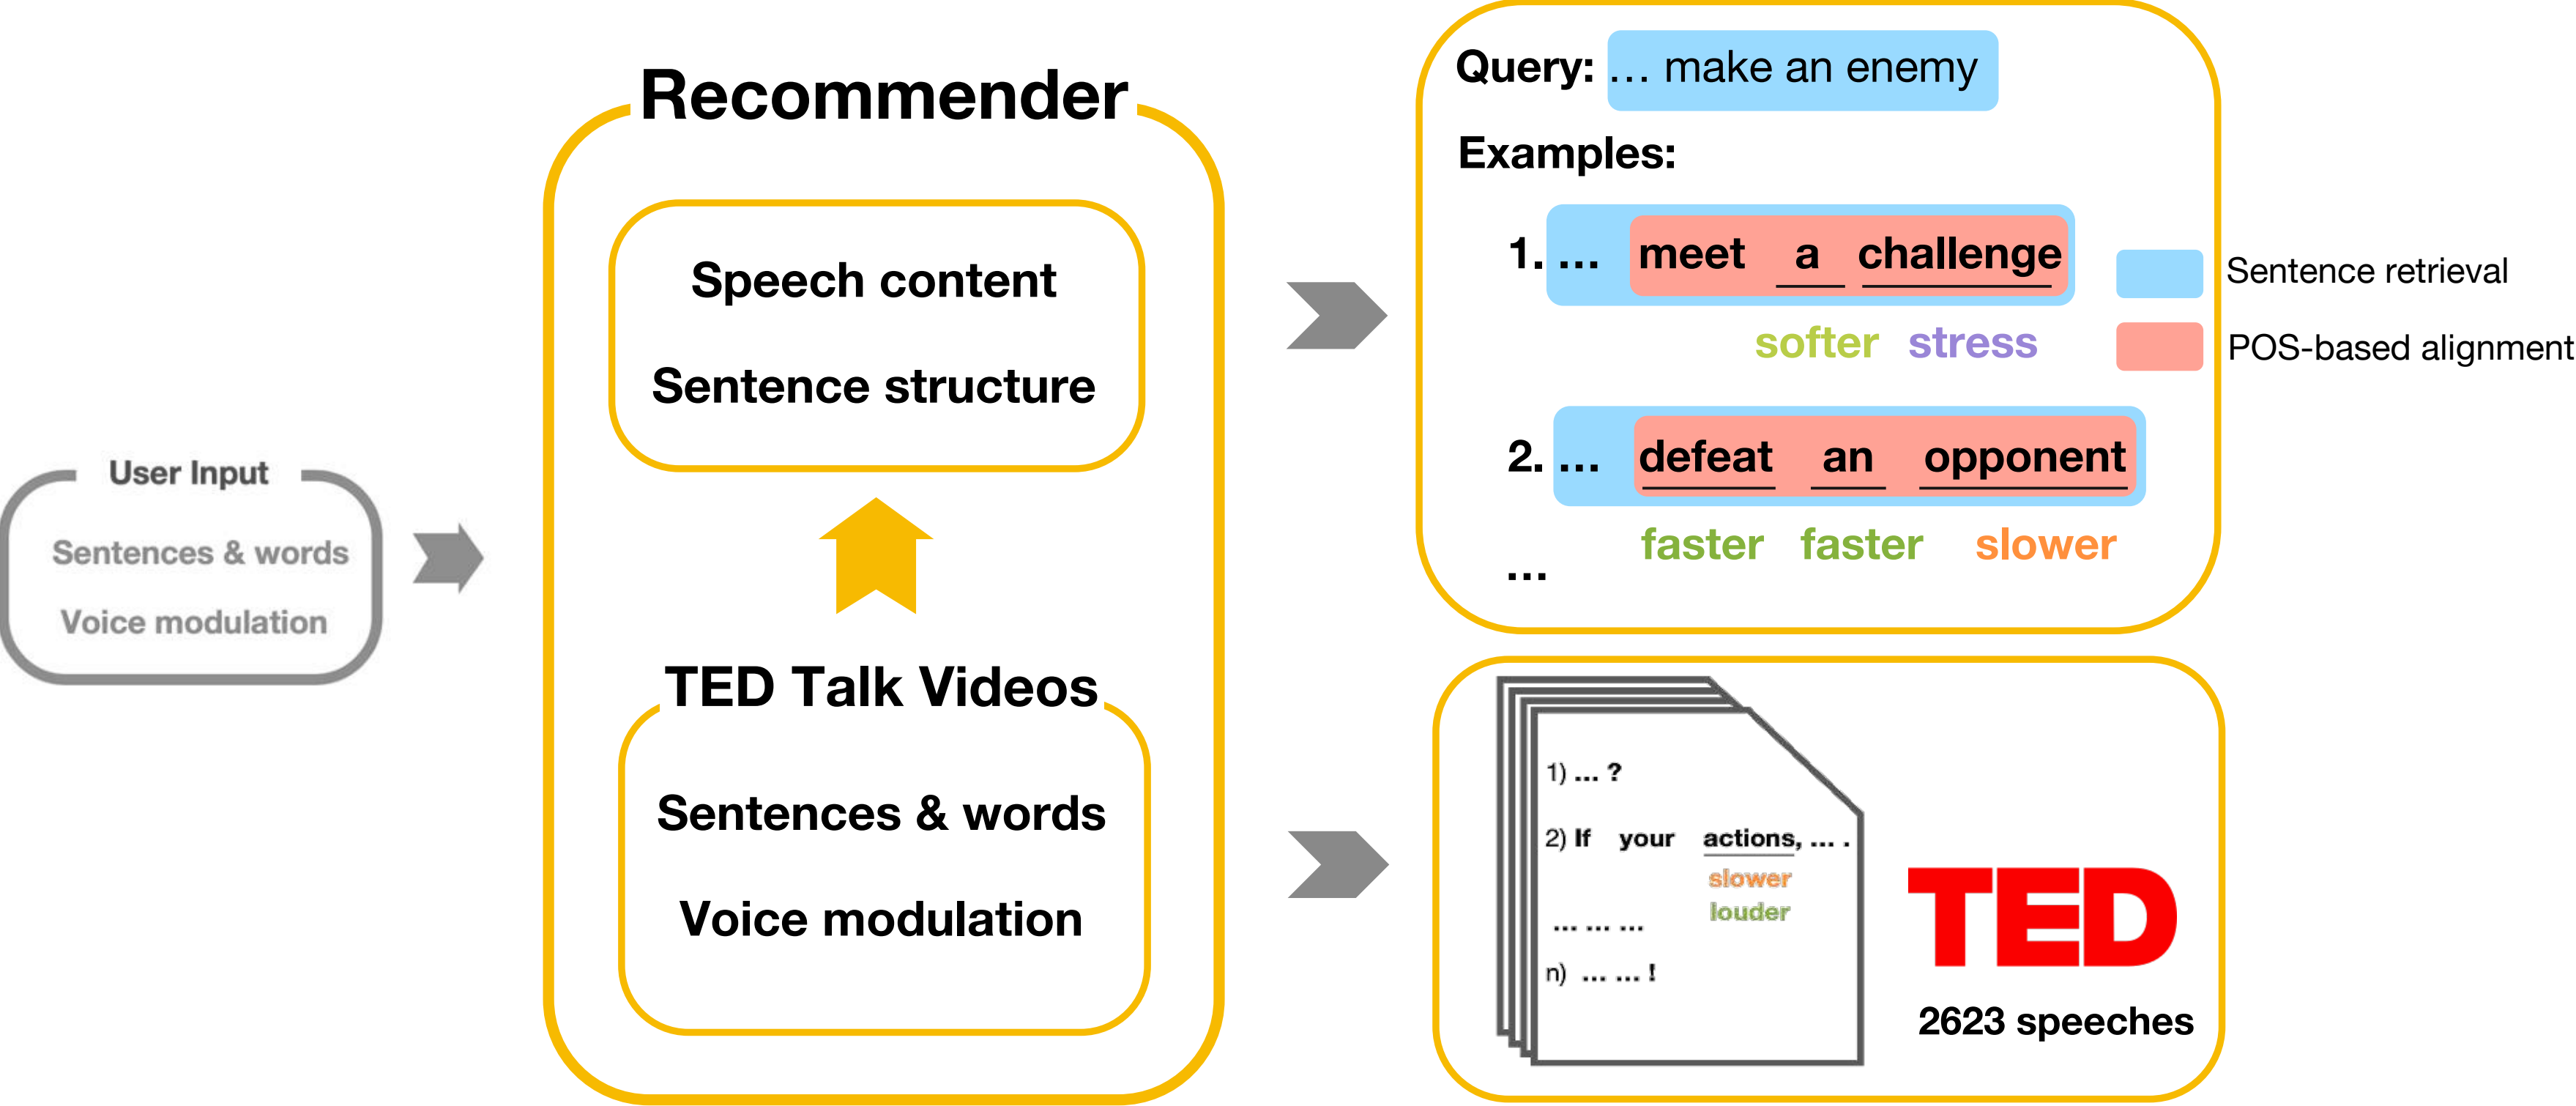 User Input
Sentences & words
Voice modulation
Recommender
Speech content
Sentence structure
TED Talk Videos
Sentences & words
Voice modulation
Query: ... make an enemy
Examples:
1. ... meet a challenge
softer stress
2. ... defeat an opponent
faster faster slower
...
Sentence retrieval
POS-based alignment
1) ... ?
2) If your actions, ... .
slower
louder
... ... ...
n) ... ... !
TED
2623 speeches